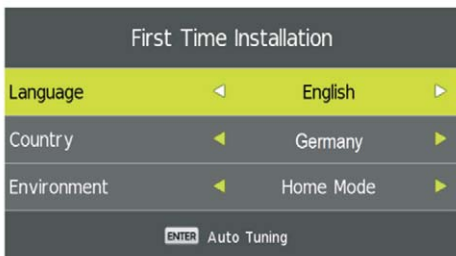 First Time Installation
Language English
Country Germany
Environment Home Mode
ENTER Auto Tuning